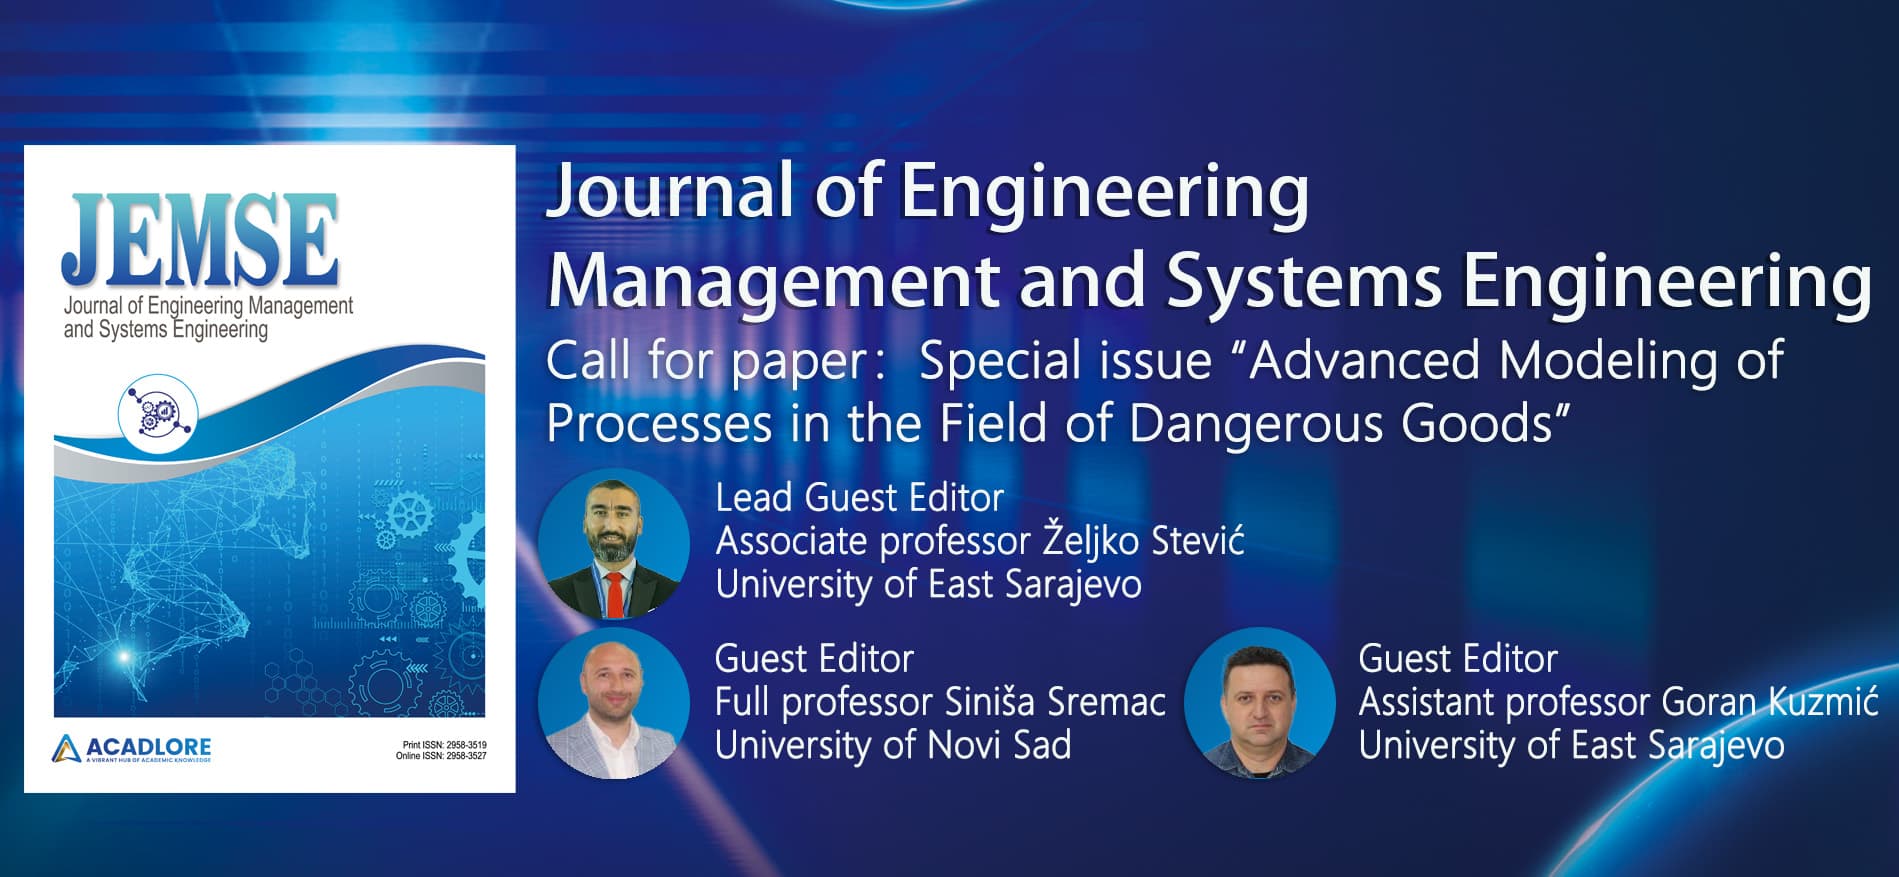 JEMSE
Journal of Engineering Management
and Systems Engineering
ACADLORE
A VIBRANT HUB OF ACADEMIC KNOWLEDGE
Print ISSN: 2958-3519
Online ISSN: 2958-3527
Journal of Engineering
Management and Systems Engineering
Call for paper: Special issue “Advanced Modeling of
Processes in the Field of Dangerous Goods”
Lead Guest Editor
Associate professor Željko Stević
University of East Sarajevo
Guest Editor
Full professor Siniša Sremac
University of Novi Sad
Guest Editor
Assistant professor Goran Kuzmić
University of East Sarajevo